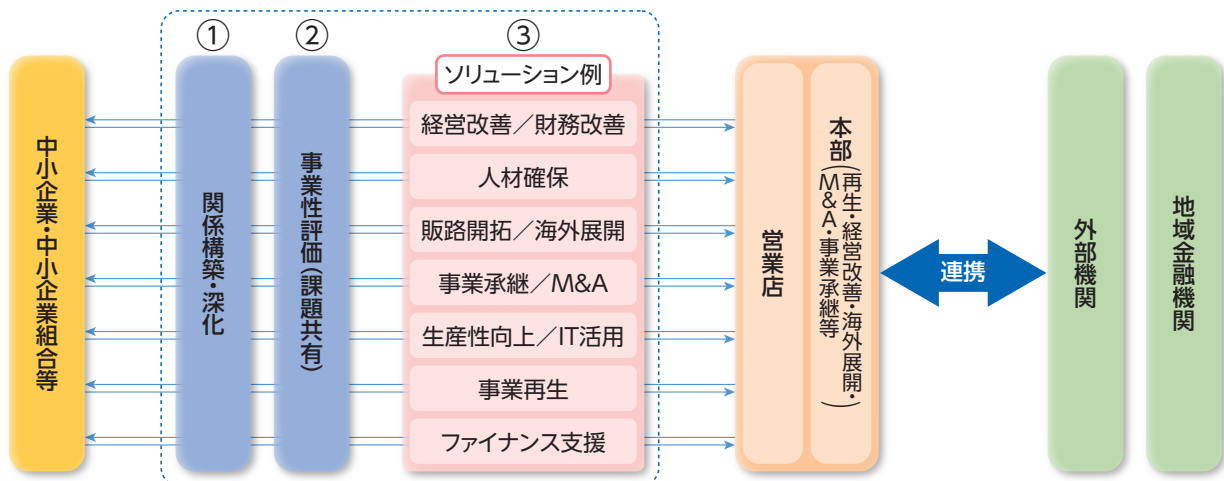 ①
②
③
中小企業・中小企業組合等
関係構築・深化
事業性評価(課題共有)
ソリューション例
経営改善／財務改善
人材確保
販路開拓／海外展開
事業承継／M&A
生産性向上／IT活用
事業再生
ファイナンス支援
営業店
本部(再生・経営改善・海外展開・
M&A・事業承継等)
連携
外部機関
地域金融機関